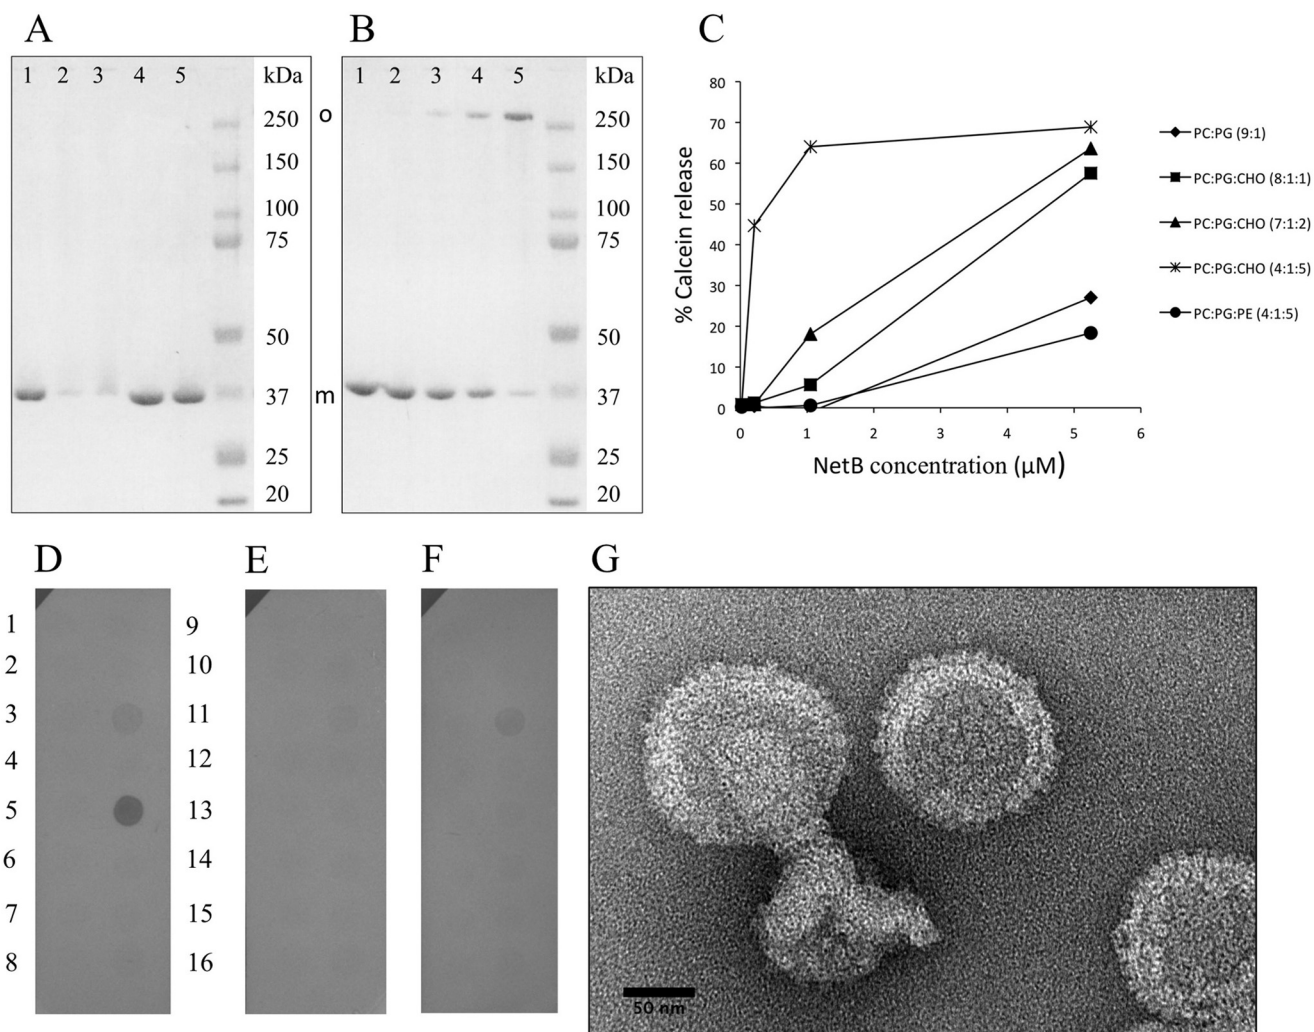 A
1 2 3 4 5 kDa
250
150
100
75
50
37
25
20
o
m
B
1 2 3 4 5 kDa
250
150
100
75
50
37
25
20
C
% Calcein release
80
70
60
50
40
30
20
10
0
0 1 2 3 4 5 6
NetB concentration (μM)
PC:PG (9:1)
PC:PG:CHO (8:1:1)
PC:PG:CHO (7:1:2)
PC:PG:CHO (4:1:5)
PC:PG:PE (4:1:5)
D
1
2
3
4
5
6
7
8
9
10
11
12
13
14
15
16
E
F
G
50 nm